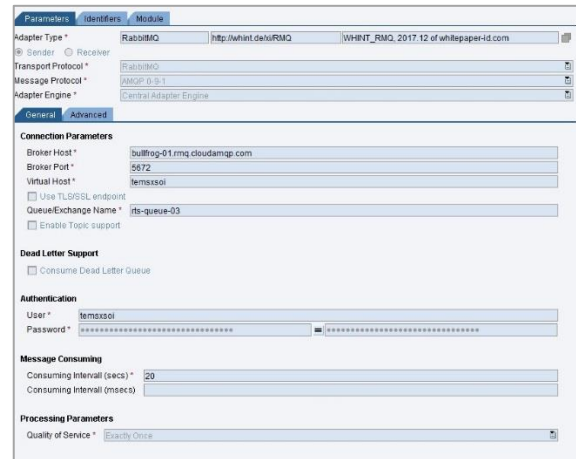 Parameters Identifiers Module
Adapter Type * RabbitMQ http://whint.de/xi/RMQ WHINT_RMQ, 2017.12 of whitepaper-id.com
Sender Receiver
Transport Protocol * RabbitMQ
Message Protocol * AMQP 0-9-1
Adapter Engine * Central Adapter Engine
General Advanced
Connection Parameters
Broker Host * bullfrog-01.rmq.cloudamqp.com
Broker Port * 5672
Virtual Host * temsxsoi
Use TLS/SSL endpoint
Queue/Exchange Name * rts-queue-03
Enable Topic support
Dead Letter Support
Consume Dead Letter Queue
Authentication
User * temsxsoi
Password *
Message Consuming
Consuming Intervall (secs) * 20
Consuming Intervall (msecs)
Processing Parameters
Quality of Service * Exactly Once